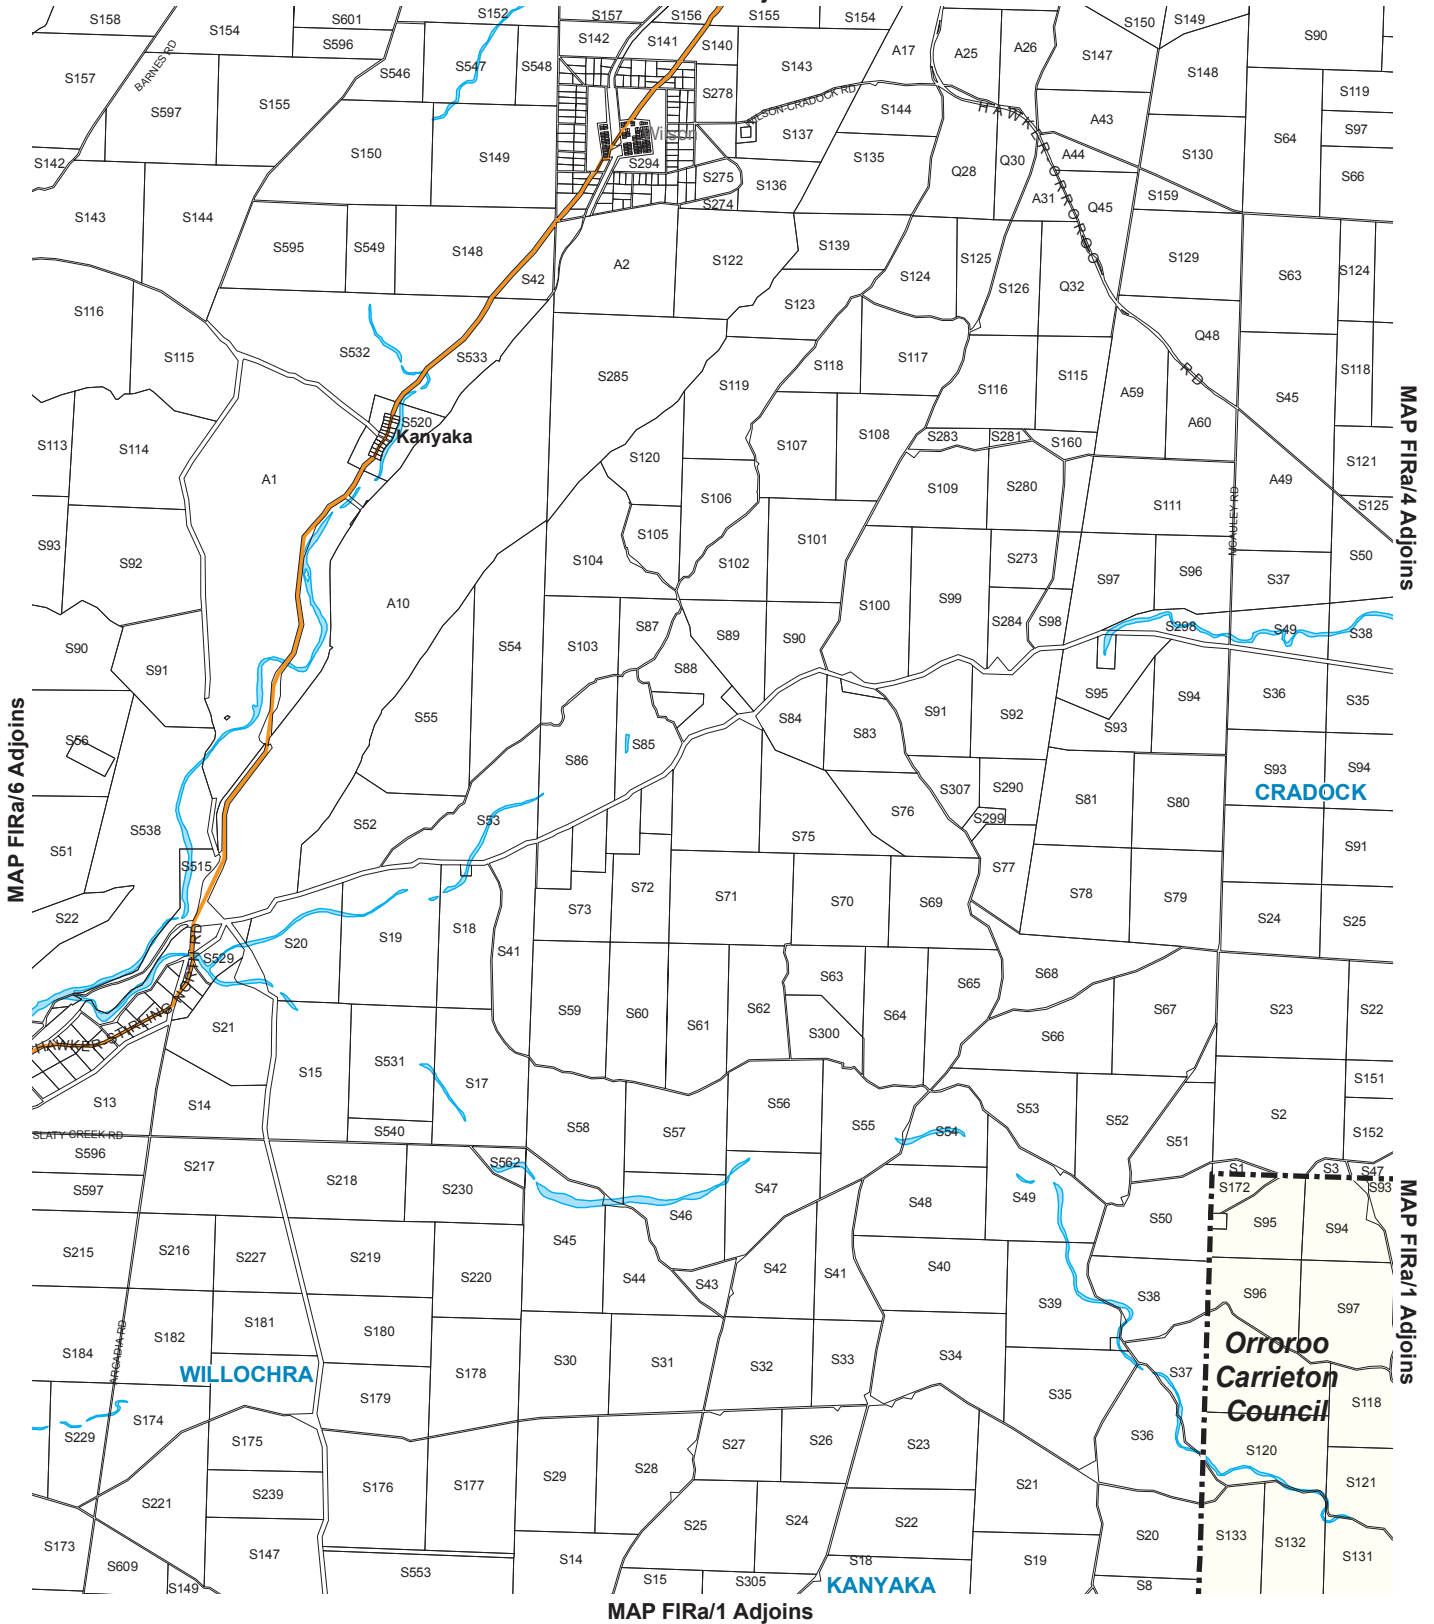 S158
S154
S601
S596
S152
S157
S156
S155
S154
S150
S149
S90
S142
S141
S140
A17
A25
A26
S147
S157
BARNES RD
S546
S547
S548
S143
S148
S597
S155
S278
WILSON-CRADOCK RD
S144
HAWKER ORROROO RD
A43
S119
S97
S64
S142
S150
S149
Wilson
S294
S137
S135
Q28
Q30
A44
S130
S66
S275
S136
S274
A31
Q45
S159
S143
S144
S595
S549
S148
S42
A2
S122
S139
S124
S125
S126
Q32
S129
S63
S124
S116
S115
S532
S533
S285
S123
S118
S117
S119
S116
S115
Q48
A59
A60
S45
S118
MAP FIRa/4 Adjoins
S113
S114
A1
S520
Kanyaka
S120
S107
S108
S283
S281
S160
S121
A49
S125
S106
S109
S280
S111
MCAULEY RD
S93
S92
S105
S104
S102
S101
S273
S97
S96
S37
S50
A10
S100
S99
S284
S98
S298
S49
S38
S90
S91
S54
S103
S87
S89
S90
S88
S55
S56
S86
S85
S84
S83
S91
S92
S95
S94
S93
S36
S35
MAP FIRa/6 Adjoins
S93
S94
CRADOCK
S538
S52
S53
S75
S76
S307
S290
S299
S81
S80
S51
S515
S91
S77
S22
S72
S71
S70
S69
S78
S79
S73
S24
S25
S20
S19
S18
S41
S529
S63
S65
S68
S67
S59
S60
S61
S62
S300
S64
S66
S23
S22
HAWKER STIRLING NORTH RD
S21
S15
S531
S17
S13
S14
S58
S57
S56
S55
S54
S53
S52
S51
S2
S151
S152
SLATY CREEK RD
S540
S596
S217
S562
S1
S3
S47
S597
S218
S230
S47
S48
S49
S50
S172
S93
S46
S95
S94
MAP FIRa/1 Adjoins
S215
S216
S227
S219
S220
S45
S44
S43
S42
S41
S40
S39
S38
S96
S97
S184
S182
S181
S180
ARCADIA RD
WILLOCHRA
S178
S30
S31
S32
S33
S34
S37
Orroroo
Carrieton
Council
S179
S35
S118
S229
S174
S175
S27
S26
S23
S36
S120
S29
S28
S239
S176
S177
S21
S121
S221
S25
S24
S22
S20
S133
S132
S131
S173
S609
S147
S149
S553
S14
S15
S305
S18
S19
S8
KANYAKA
MAP FIRa/1 Adjoins